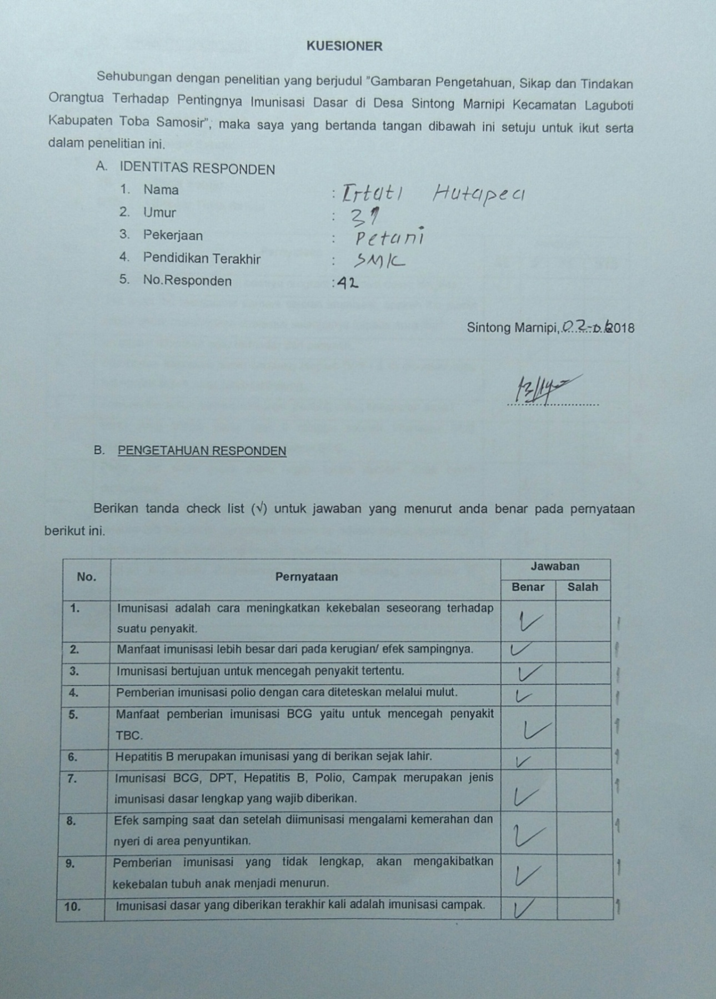 KUESIONER
Sehubungan dengan penelitian yang berjudul "Gambaran Pengetahuan, Sikap dan Tindakan
Orangtua Terhadap Pentingnya Imunisasi Dasar di Desa Sintong Marnipi Kecamatan Laguboti
Kabupaten Toba Samosir", maka saya yang bertanda tangan dibawah ini setuju untuk ikut serta
dalam penelitian ini.
A. IDENTITAS RESPONDEN
1. Nama : Irtati Hutapea
2. Umur : 31
3. Pekerjaan : Petani
4. Pendidikan Terakhir : SMK
5. No.Responden : 42
Sintong Marnipi, 02-06 2018
B. PENGETAHUAN RESPONDEN
Berikan tanda check list (√) untuk jawaban yang menurut anda benar pada pernyataan
berikut ini.
No. Pernyataan Jawaban
Benar Salah
1. Imunisasi adalah cara meningkatkan kekebalan seseorang terhadap ✓ 1
suatu penyakit.
2. Manfaat imunisasi lebih besar dari pada kerugian/ efek sampingnya. ✓ 1
3. Imunisasi bertujuan untuk mencegah penyakit tertentu. ✓ 1
4. Pemberian imunisasi polio dengan cara diteteskan melalui mulut. ✓ 1
5. Manfaat pemberian imunisasi BCG yaitu untuk mencegah penyakit ✓ 1
TBC.
6. Hepatitis B merupakan imunisasi yang di berikan sejak lahir. ✓ 1
7. Imunisasi BCG, DPT, Hepatitis B, Polio, Campak merupakan jenis ✓ 1
imunisasi dasar lengkap yang wajib diberikan.
8. Efek samping saat dan setelah diimunisasi mengalami kemerahan dan ✓ 1
nyeri di area penyuntikan.
9. Pemberian imunisasi yang tidak lengkap, akan mengakibatkan ✓ 1
kekebalan tubuh anak menjadi menurun.
10. Imunisasi dasar yang diberikan terakhir kali adalah imunisasi campak. ✓ 1